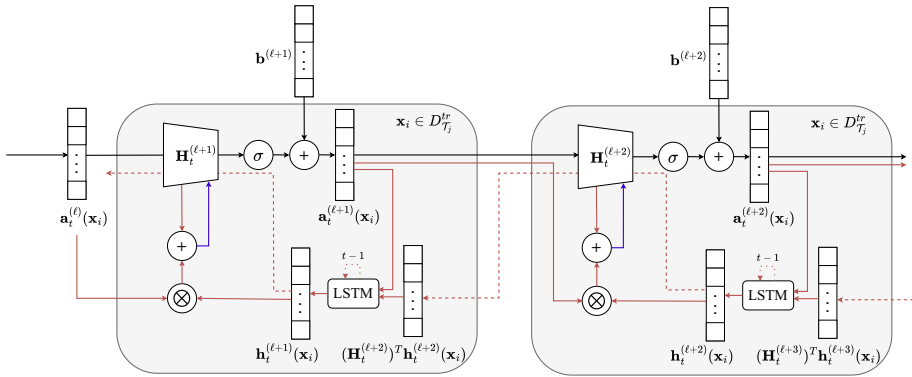 b^{(ℓ+1)}
b^{(ℓ+2)}
x_i ∈ D^{tr}_{𝒯_j}
x_i ∈ D^{tr}_{𝒯_j}
H_t^{(ℓ+1)}
σ
+
H_t^{(ℓ+2)}
σ
+
a_t^{(ℓ)}(x_i)
a_t^{(ℓ+1)}(x_i)
a_t^{(ℓ+2)}(x_i)
+
+
t − 1
t − 1
⊗
LSTM
⊗
LSTM
h_t^{(ℓ+1)}(x_i)
(H_t^{(ℓ+2)})^T h_t^{(ℓ+2)}(x_i)
h_t^{(ℓ+2)}(x_i)
(H_t^{(ℓ+3)})^T h_t^{(ℓ+3)}(x_i)